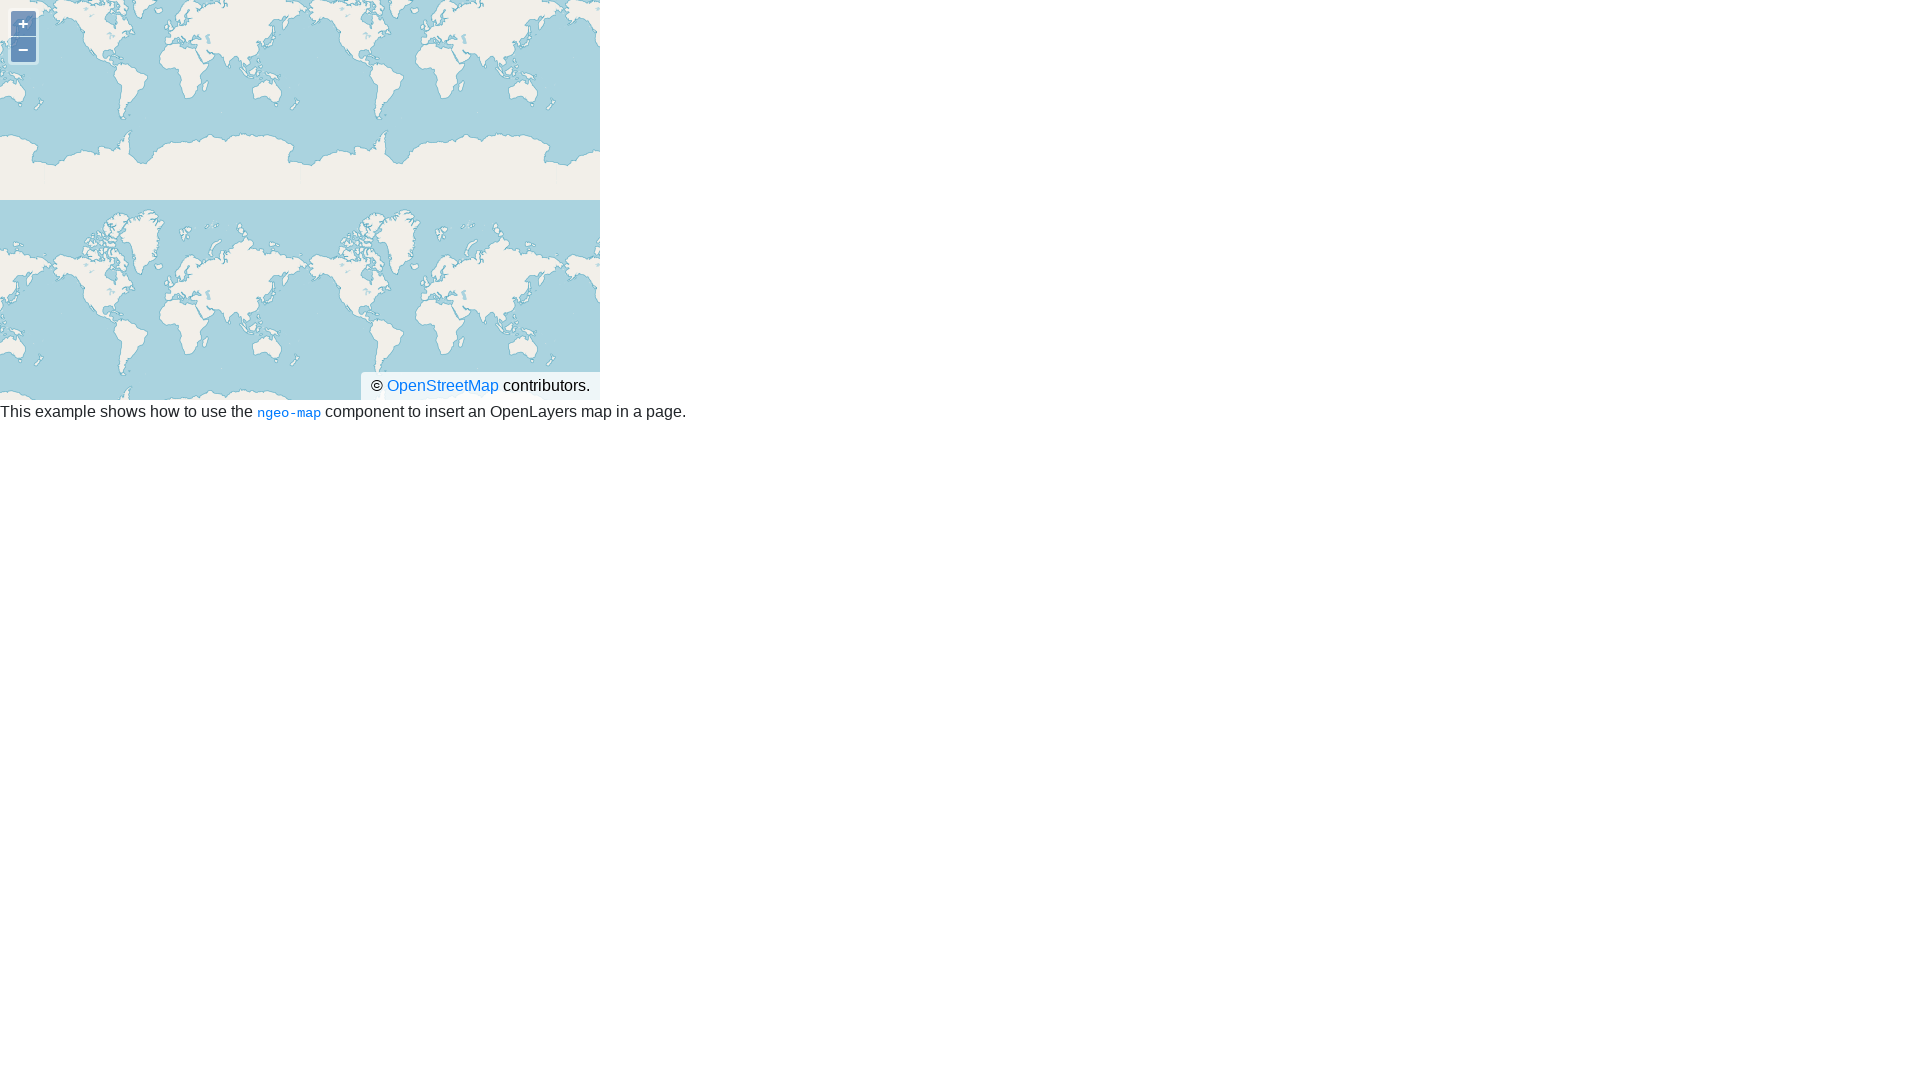 +
−
© OpenStreetMap contributors.
This example shows how to use the ngeo-map component to insert an OpenLayers map in a page.